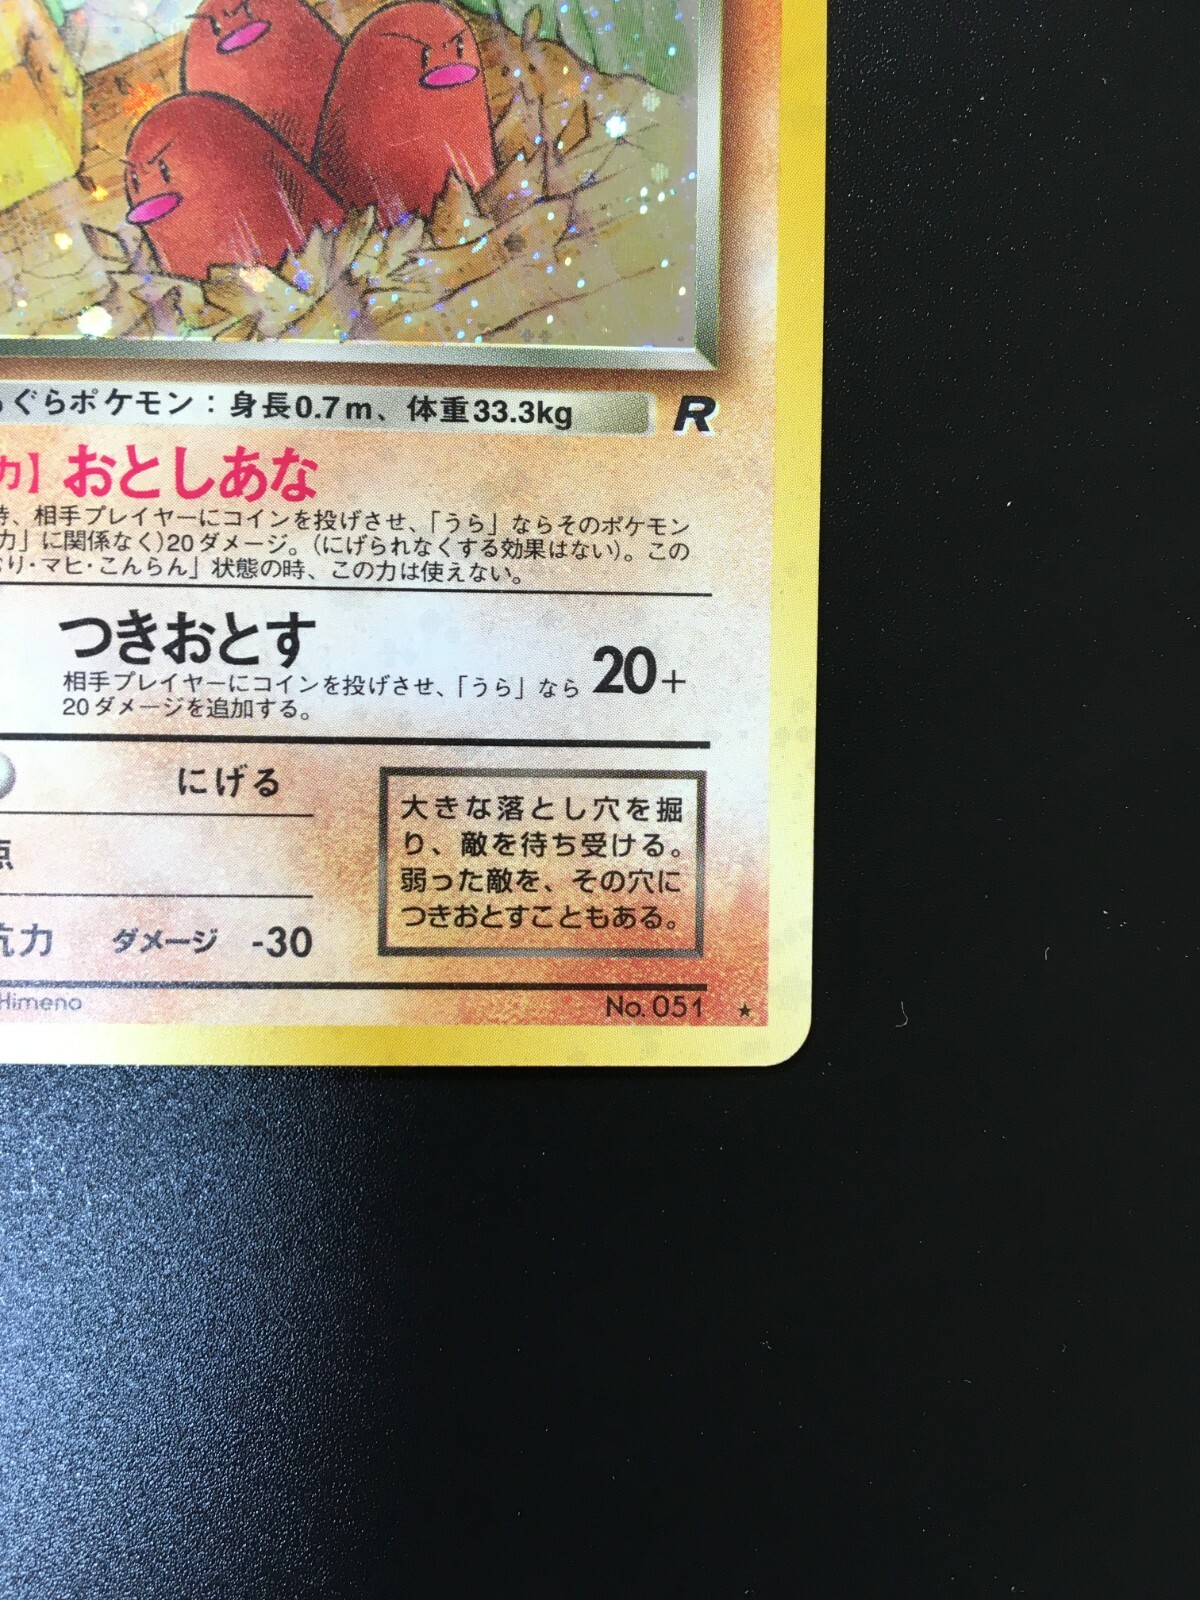 ぐらポケモン：身長0.7m、体重33.3kg
R
力】おとしあな
時、相手プレイヤーにコインを投げさせ、「うら」ならそのポケモン
力」に関係なく)20ダメージ。(にげられなくする効果はない)。この
り・マヒ・こんらん」状態の時、この力は使えない。
つきおとす
相手プレイヤーにコインを投げさせ、「うら」なら
20ダメージを追加する。
20+
にげる
大きな落とし穴を掘
り、敵を待ち受ける。
弱った敵を、その穴に
つきおとすこともある。
点
抗力 ダメージ -30
Himeno
No. 051 ★